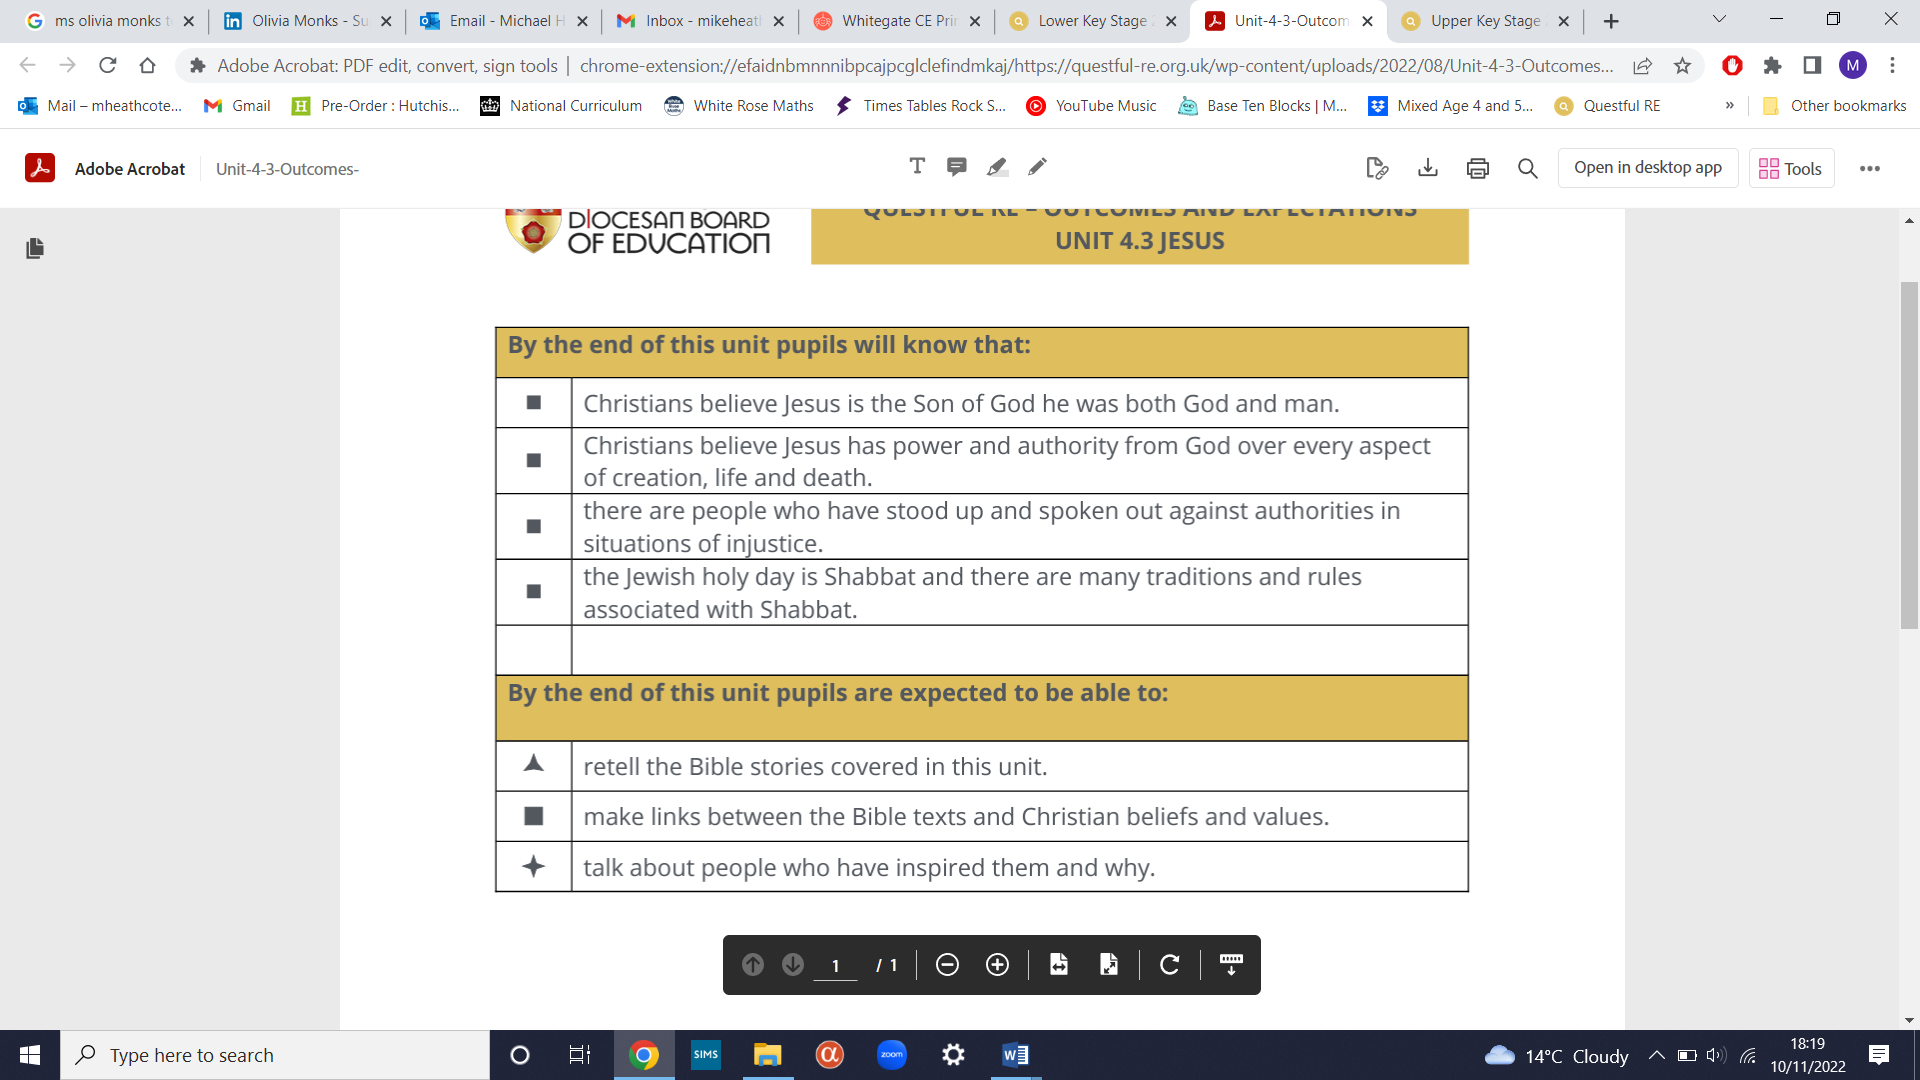 ms olivia monks t
Olivia Monks - Su
Email - Michael H
Inbox - mikeheat
Whitegate CE Pri
Lower Key Stage 2
Unit-4-3-Outcom
Upper Key Stage
Adobe Acrobat: PDF edit, convert, sign tools | chrome-extension://efaidnbmnnnibpcajpcglclefindmkaj/https://questful-re.org.uk/wp-content/uploads/2022/08/Unit-4-3-Outcomes...
M
Mail – mheathcote...
Gmail
Pre-Order : Hutchis...
National Curriculum
White Rose Maths
Times Tables Rock S...
YouTube Music
Base Ten Blocks | M...
Mixed Age 4 and 5...
Questful RE
»
Other bookmarks
Adobe Acrobat
Unit-4-3-Outcomes-
Open in desktop app
Tools
DIOCESAN BOARD
OF EDUCATION
QUESTFUL RE – OUTCOMES AND EXPECTATIONS
UNIT 4.3 JESUS
By the end of this unit pupils will know that:
Christians believe Jesus is the Son of God he was both God and man.
Christians believe Jesus has power and authority from God over every aspect
of creation, life and death.
there are people who have stood up and spoken out against authorities in
situations of injustice.
the Jewish holy day is Shabbat and there are many traditions and rules
associated with Shabbat.
By the end of this unit pupils are expected to be able to:
retell the Bible stories covered in this unit.
make links between the Bible texts and Christian beliefs and values.
talk about people who have inspired them and why.
1 / 1
Type here to search
SIMS
zoom
14°C Cloudy
18:19
10/11/2022